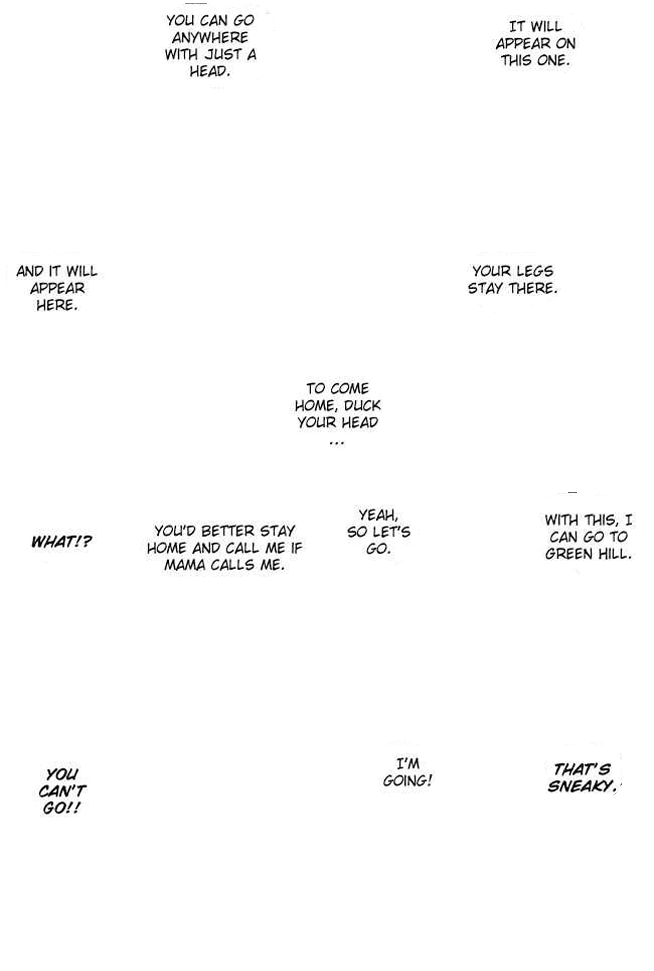 IT WILL
APPEAR ON
THIS ONE.
YOU CAN GO
ANYWHERE
WITH JUST A
HEAD.
YOUR LEGS
STAY THERE.
AND IT WILL
APPEAR
HERE.
TO COME
HOME, DUCK
YOUR HEAD
...
WITH THIS, I
CAN GO TO
GREEN HILL.
YEAH,
SO LET'S
GO.
YOU'D BETTER STAY
HOME AND CALL ME IF
MAMA CALLS ME.
WHAT!?
THAT'S
SNEAKY.
I'M
GOING!
YOU
CAN'T
GO!!